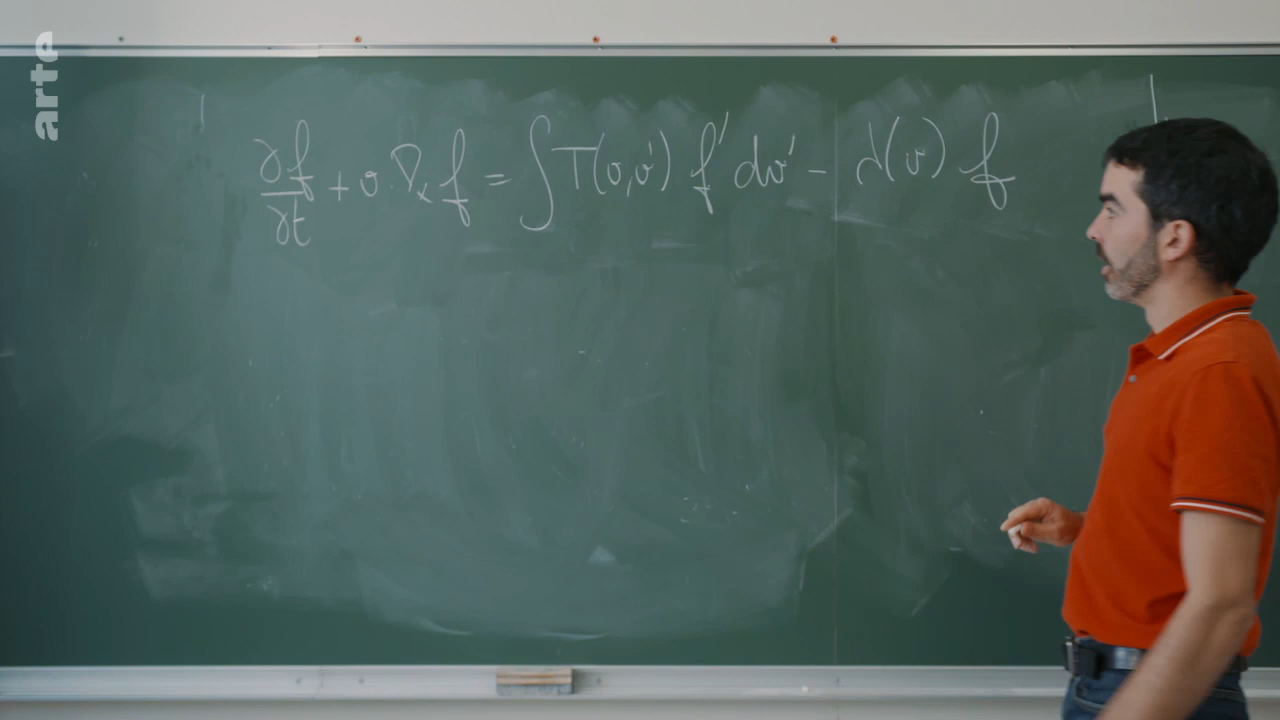 arte
∂f/∂t + v·∇ₓf = ∫T(v,v') f' dv' − λ(v) f